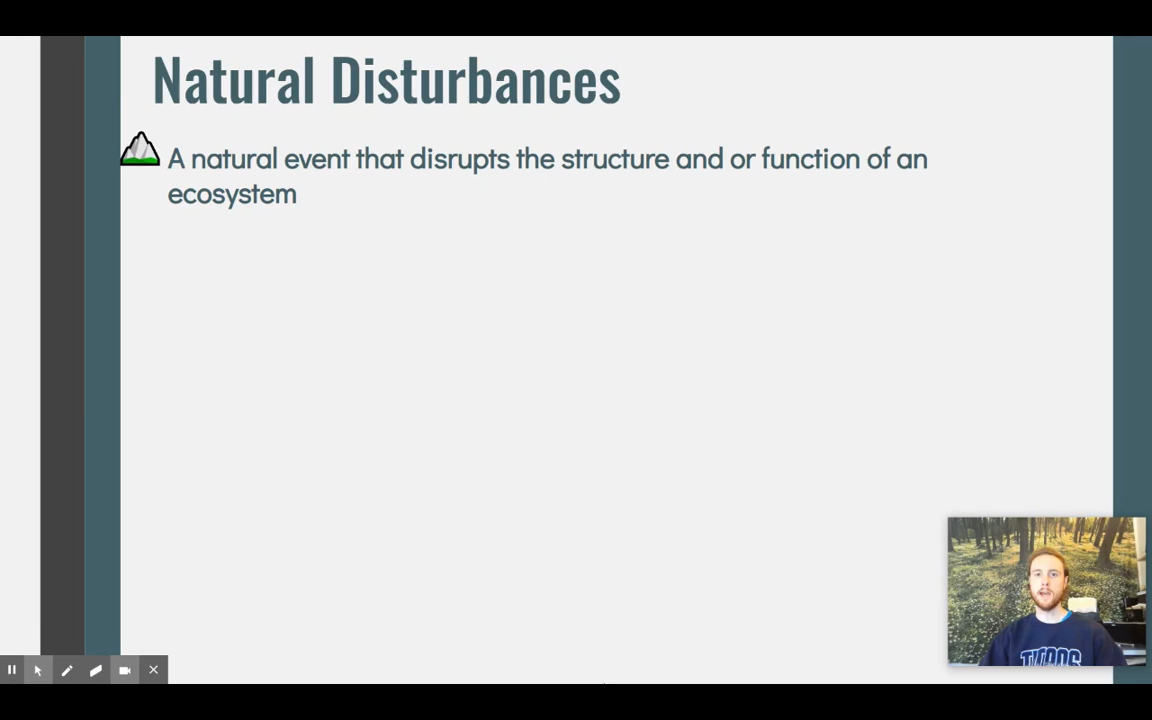 Natural Disturbances
A natural event that disrupts the structure and or function of an
ecosystem